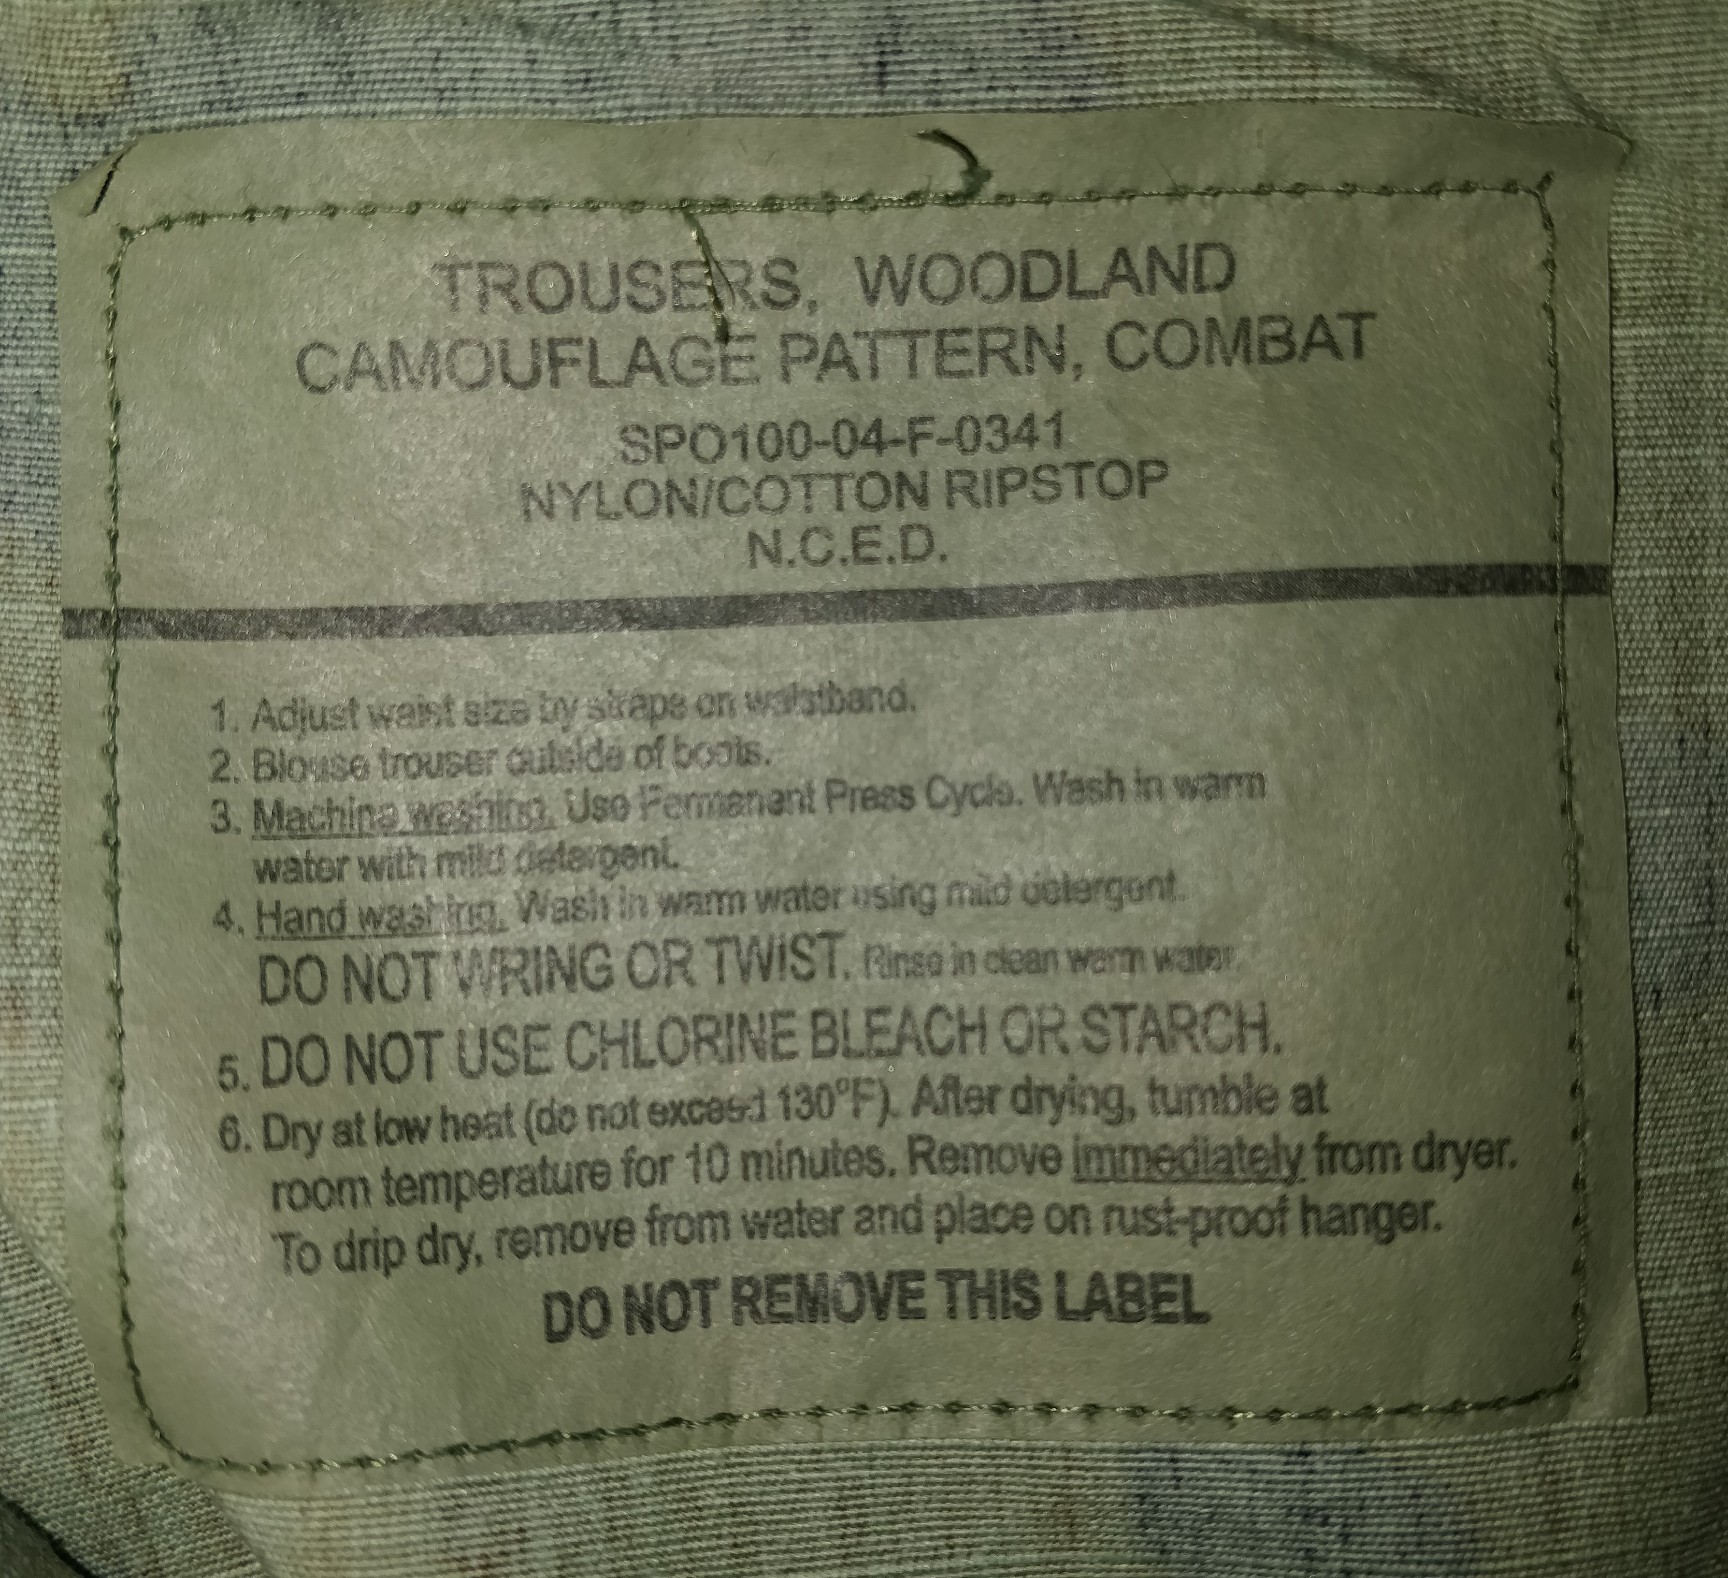 TROUSERS, WOODLAND
CAMOUFLAGE PATTERN, COMBAT
SPO100-04-F-0341
NYLON/COTTON RIPSTOP
N.C.E.D.
1. Adjust waist size by straps on waistband.
2. Blouse trouser outside of boots.
3. Machine washing. Use Permanent Press Cycle. Wash in warm
water with mild detergent.
4. Hand washing. Wash in warm water using mild detergent.
DO NOT WRING OR TWIST. Rinse in clean warm water.
5. DO NOT USE CHLORINE BLEACH OR STARCH.
6. Dry at low heat (do not exceed 130°F). After drying, tumble at
room temperature for 10 minutes. Remove immediately from dryer.
To drip dry, remove from water and place on rust-proof hanger.
DO NOT REMOVE THIS LABEL